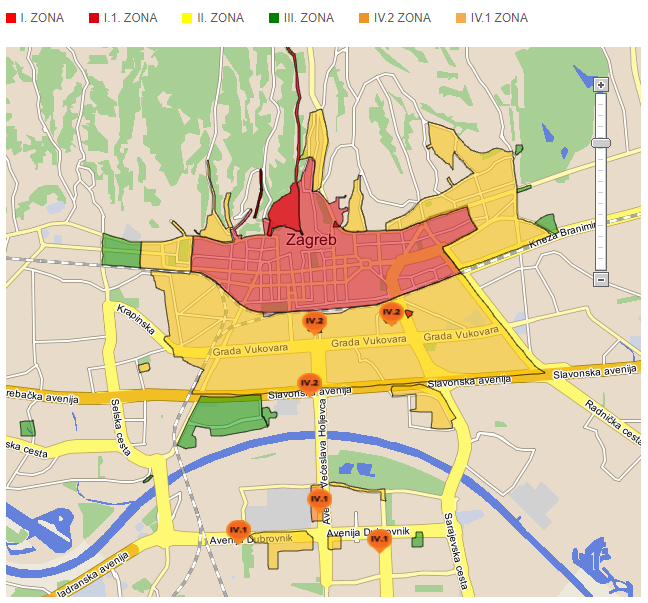 I. ZONA
I.1. ZONA
II. ZONA
III. ZONA
IV.2 ZONA
IV.1 ZONA
+
Zagreb
Kneza Branimir
Krapinska
IV.2
IV.2
Grada Vukovara
Grada Vukovara
Grada Vukovara
IV.2
Slavonska avenija
Slavonska avenija
Slavonska avenija
rebačka avenija
Selska cesta
Radnička cesta
ska cesta
Ave
Većeslava Holjevca
IV.1
IV.1
IV.1
Avenija Dubrovnik
Avenija Dubrovnik
Sarajevska cesta
Jadranska avenija
-